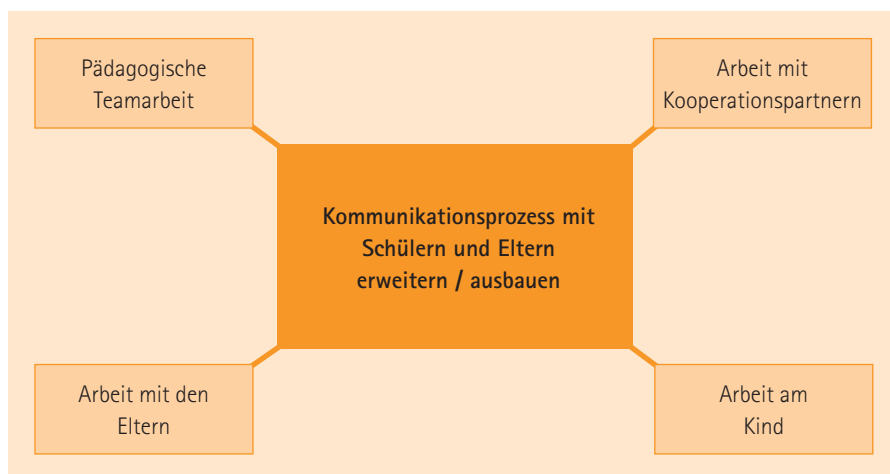 Pädagogische
Teamarbeit
Arbeit mit
Kooperationspartnern
Kommunikationsprozess mit
Schülern und Eltern
erweitern / ausbauen
Arbeit mit den
Eltern
Arbeit am
Kind